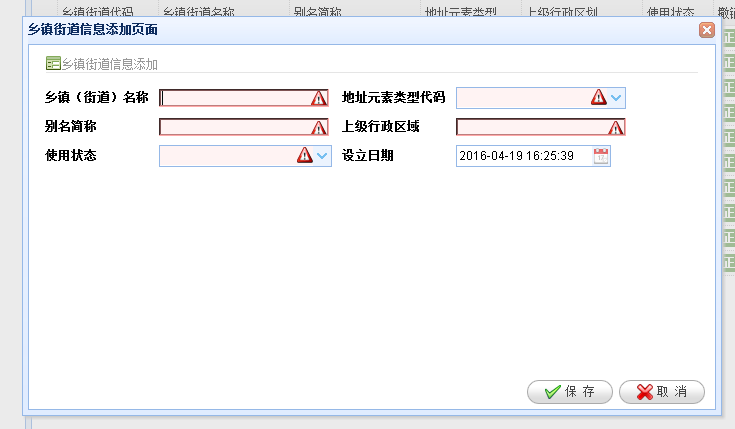 乡镇街道代码 乡镇街道名称 别名简称 地址元素类型 上级行政区划 使用状态 撤销
乡镇街道信息添加页面
乡镇街道信息添加
乡镇（街道）名称 地址元素类型代码
别名简称 上级行政区域
使用状态 设立日期 2016-04-19 16:25:39
保 存 取 消